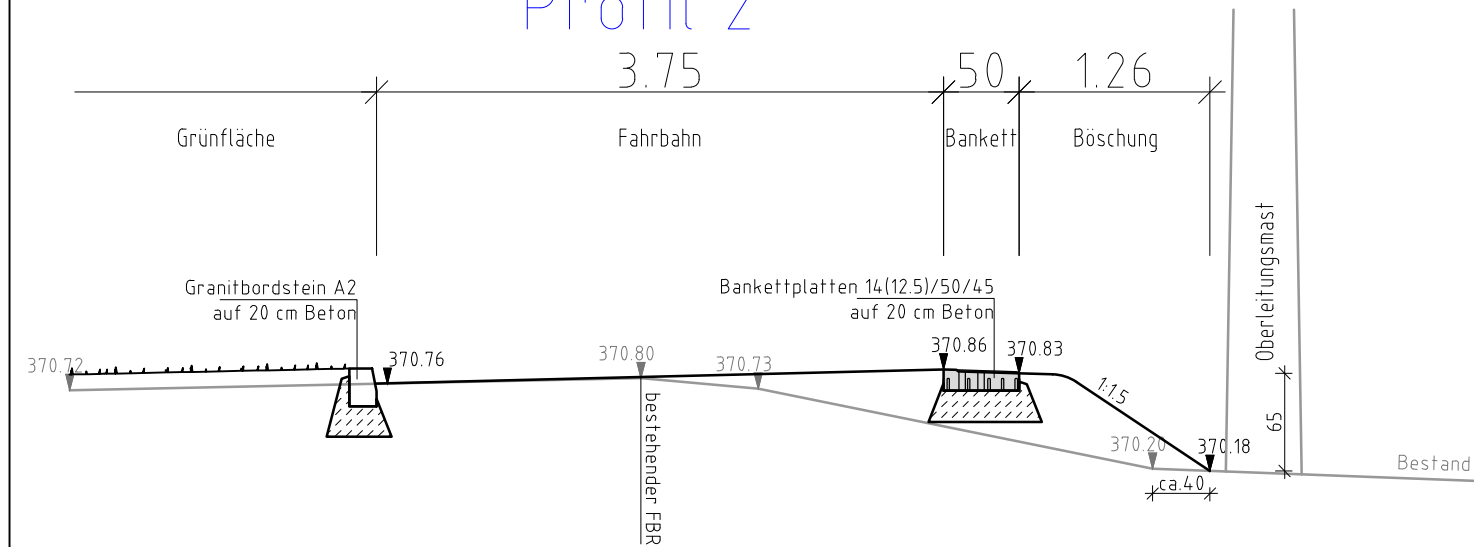 Profil 2
3.75
50
1.26
Grünfläche
Fahrbahn
Bankett
Böschung
Oberleitungsmast
Granitbordstein A2
auf 20 cm Beton
Bankettplatten 14(12.5)/50/45
auf 20 cm Beton
370.72
370.76
370.80
370.73
370.86
370.83
1:1.5
65
bestehender FBR
370.20
370.18
Bestand
ca.40